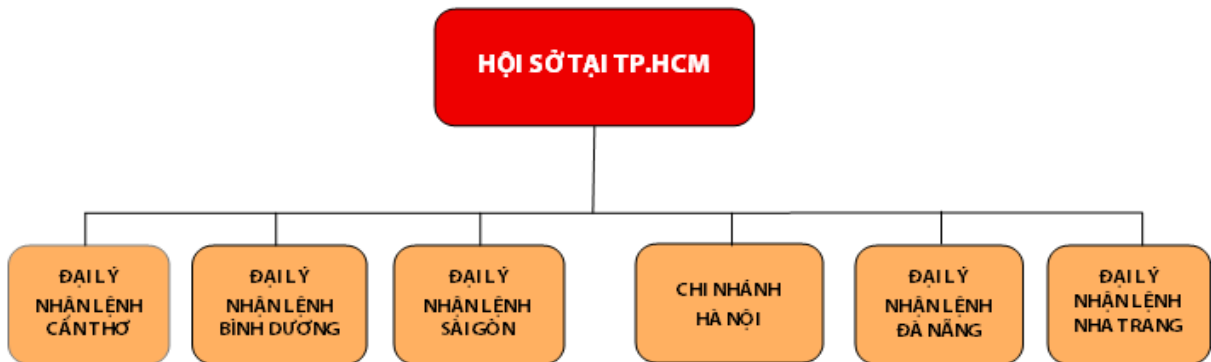 HỘI SỞ TẠI TP.HCM
ĐẠI LÝ
NHẬN LỆNH
CẦN THƠ
ĐẠI LÝ
NHẬN LỆNH
BÌNH DƯƠNG
ĐẠI LÝ
NHẬN LỆNH
SÀI GÒN
CHI NHÁNH
HÀ NỘI
ĐẠI LÝ
NHẬN LỆNH
ĐÀ NẴNG
ĐẠI LÝ
NHẬN LỆNH
NHA TRANG